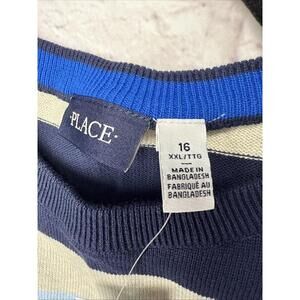 ·PLACE·
16
XXL/TTG
MADE IN
BANGLADESH
FABRIQUÉ AU
BANGLADESH